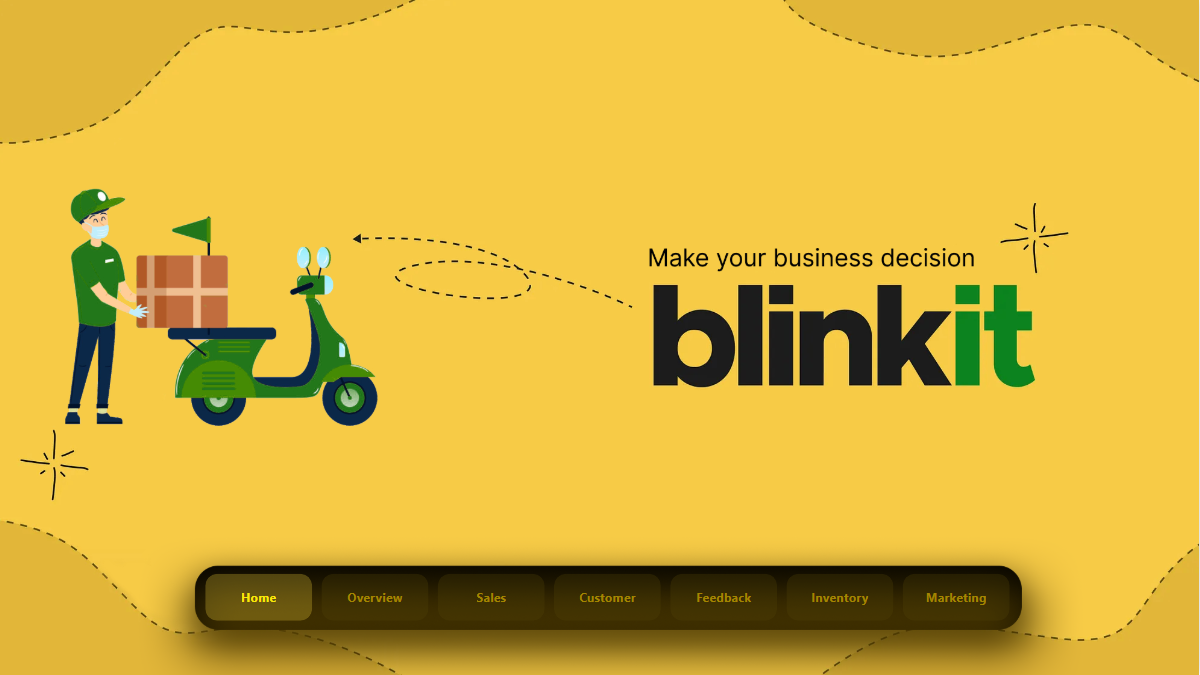 Make your business decision
blinkit
Home Overview Sales Customer Feedback Inventory Marketing